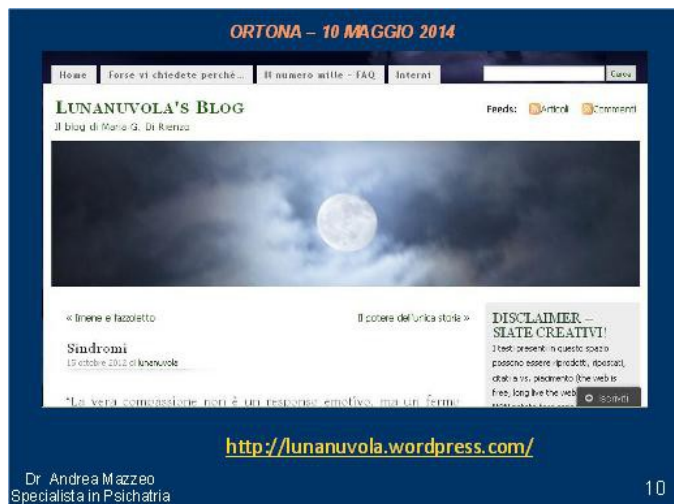 ORTONA – 10 MAGGIO 2014
Home Forse vi chiedete perché... Il numero mille - FAQ Interni Cerca
LUNANUVOLA'S BLOG
Il blog di Maria G. Di Rienzo
Feeds: Articoli Commenti
« Imene e fazzoletto Il potere dell'unica storia »
Sindromi
15 ottobre 2012 di lunanuvola
"La vera compassione non è un responso emotivo, ma un fermo
DISCLAIMER –
SIATE CREATIVI!
I testi presenti in questo spazio
possono essere riprodotti, ripostati,
citati a vs. piacimento (the web is
free, long live the web
Iscriviti
http://lunanuvola.wordpress.com/
Dr Andrea Mazzeo
Specialista in Psichatria
10